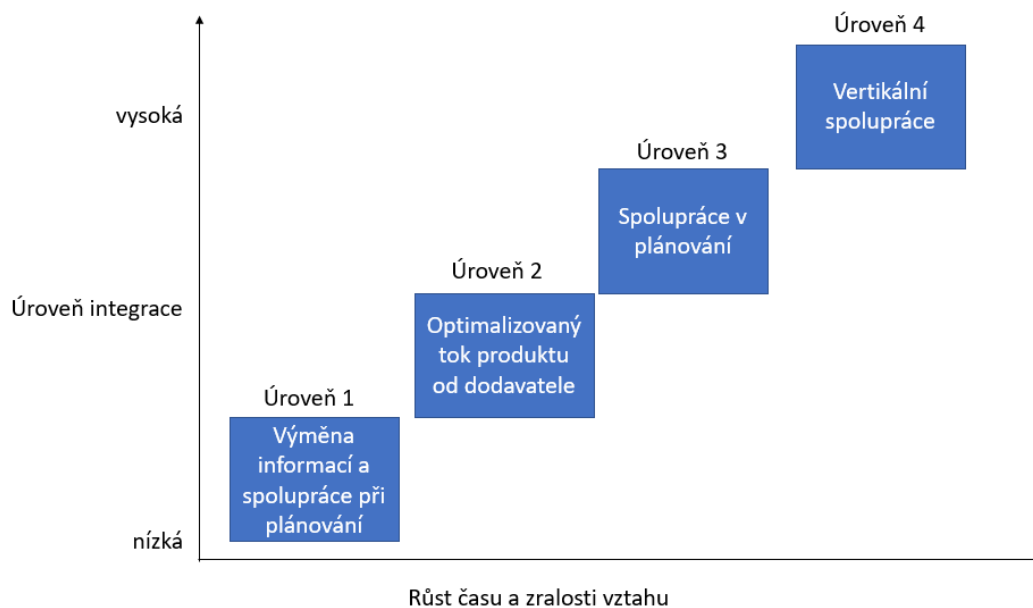 Úroveň 4
vysoká
Vertikální
spolupráce
Úroveň 3
Spolupráce v
plánování
Úroveň 2
Úroveň integrace
Optimalizovaný
tok produktu
od dodavatele
Úroveň 1
Výměna
informací a
spolupráce při
plánování
nízká
Růst času a zralosti vztahu